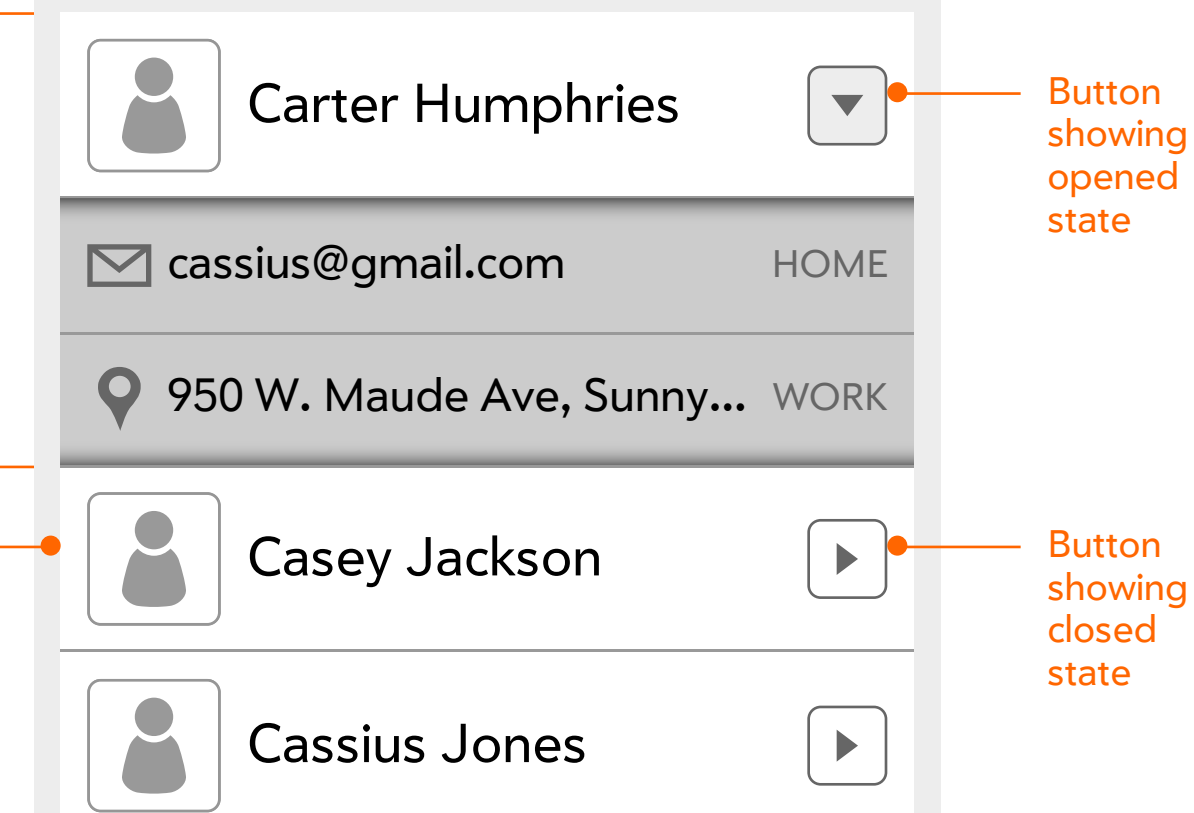 Carter Humphries
Button
showing
opened
state
cassius@gmail.com HOME
950 W. Maude Ave, Sunny... WORK
Casey Jackson
Button
showing
closed
state
Cassius Jones